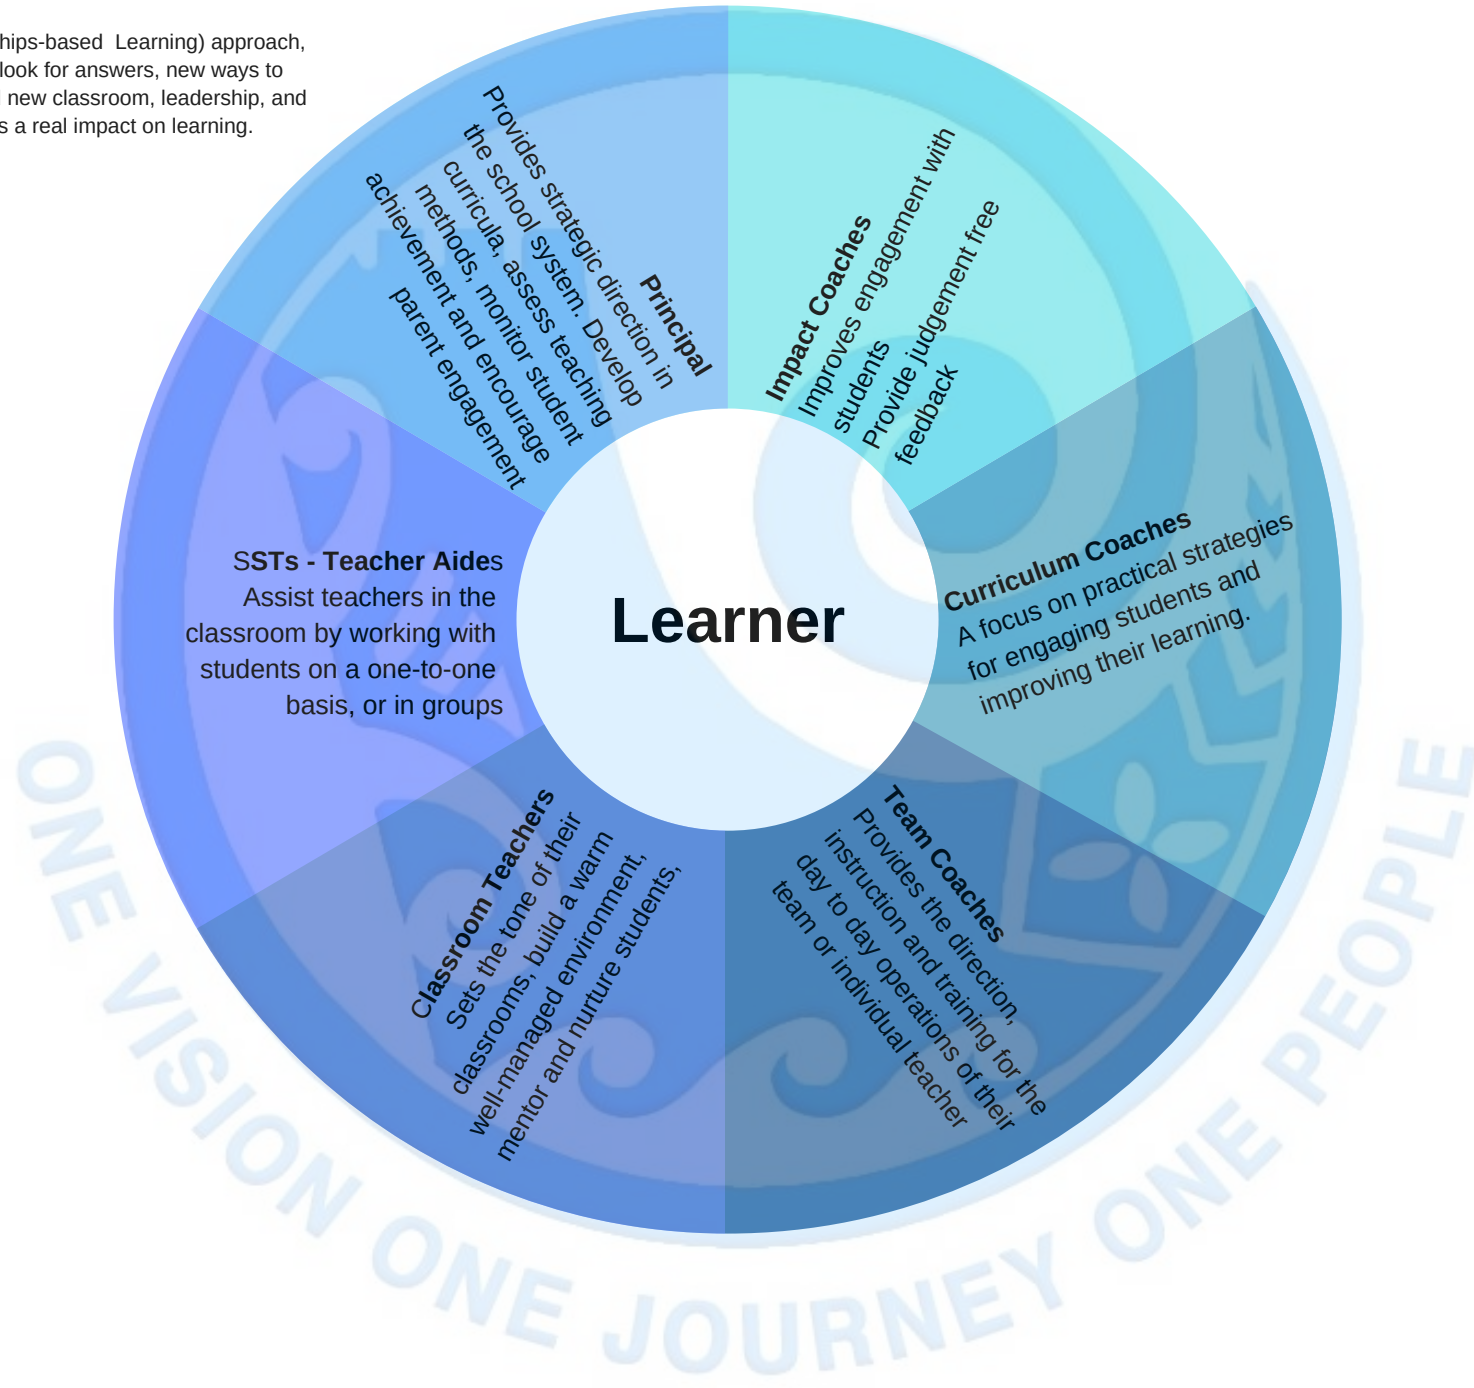 hips-based Learning) approach,
look for answers, new ways to
new classroom, leadership, and
s a real impact on learning.
Principal
Provides strategic direction in
the school system. Develop
curricula, assess teaching
methods, monitor student
achievement and encourage
parent engagement
Impact Coaches
Improves engagement with
students
Provide judgement free
feedback
Curriculum Coaches
A focus on practical strategies
for engaging students and
improving their learning.
Team Coaches
Provides the direction,
instruction and training for the
day to day operations of their
team or individual teacher
Classroom Teachers
Sets the tone of their
classrooms, build a warm
well-managed environment,
mentor and nurture students,
SSTs - Teacher Aides
Assist teachers in the
classroom by working with
students on a one-to-one
basis, or in groups
Learner
ONE VISION ONE JOURNEY ONE PEOPLE